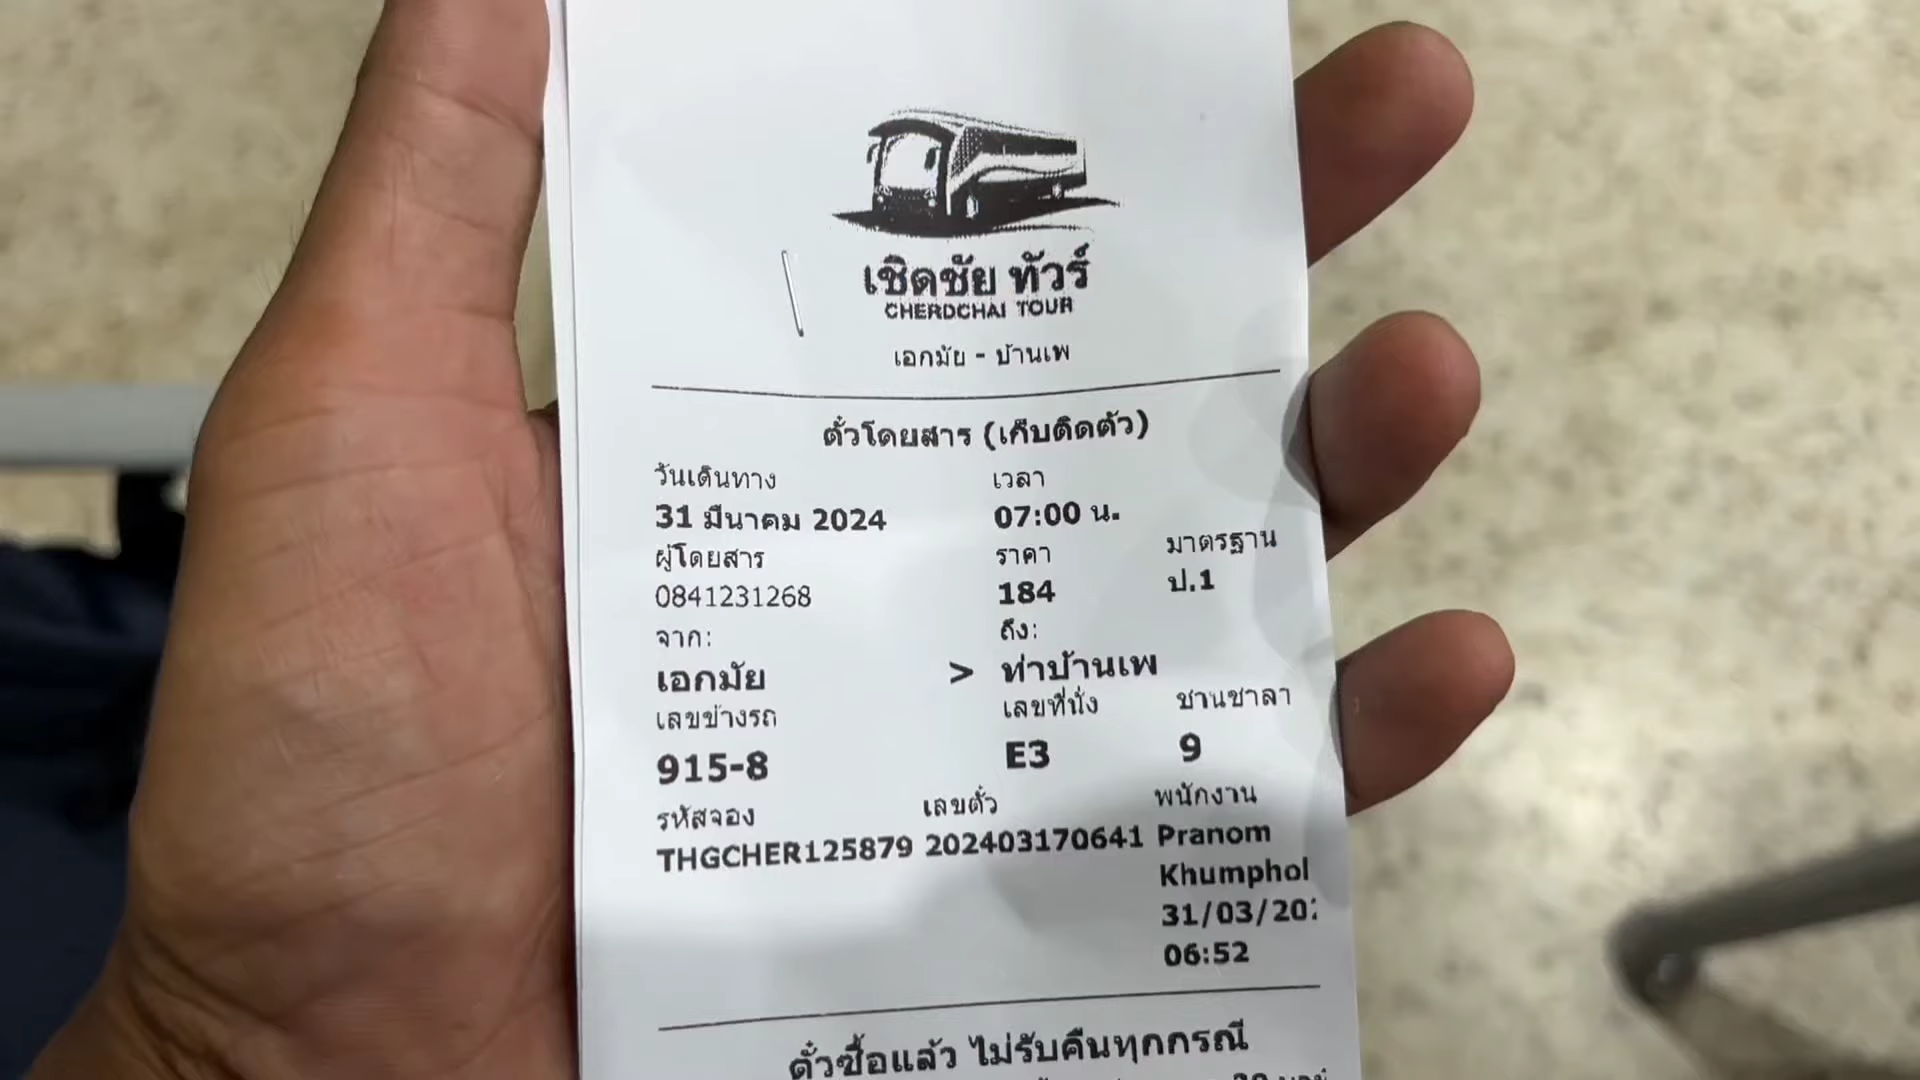 เชิดชัย ทัวร์
CHERDCHAI TOUR
เอกมัย - บ้านเพ
ตั๋วโดยสาร (เก็บติดตัว)
วันเดินทาง เวลา
31 มีนาคม 2024 07:00 น.
ผู้โดยสาร ราคา มาตรฐาน
0841231268 184 ป.1
จาก: ถึง:
เอกมัย > ท่าบ้านเพ
เลขข้างรถ เลขที่นั่ง ชานชาลา
915-8 E3 9
รหัสจอง เลขตั๋ว พนักงาน
THGCHER125879 202403170641 Pranom
Khumphol
31/03/202
06:52
ตั๋วซื้อแล้ว ไม่รับคืนทุกกรณี